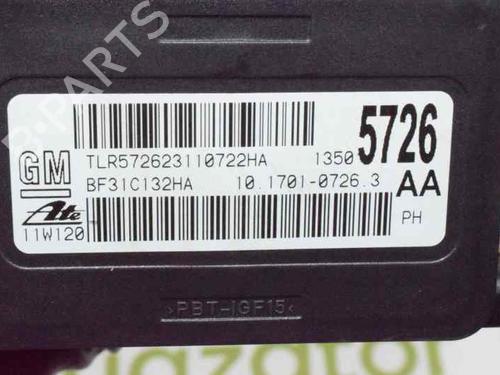 B-PARTS
GM
TLR572623110722HA 1350 5726
BF31C132HA 10.1701-0726.3 AA
Ate
11W120 PH
>PBT-IGF15<